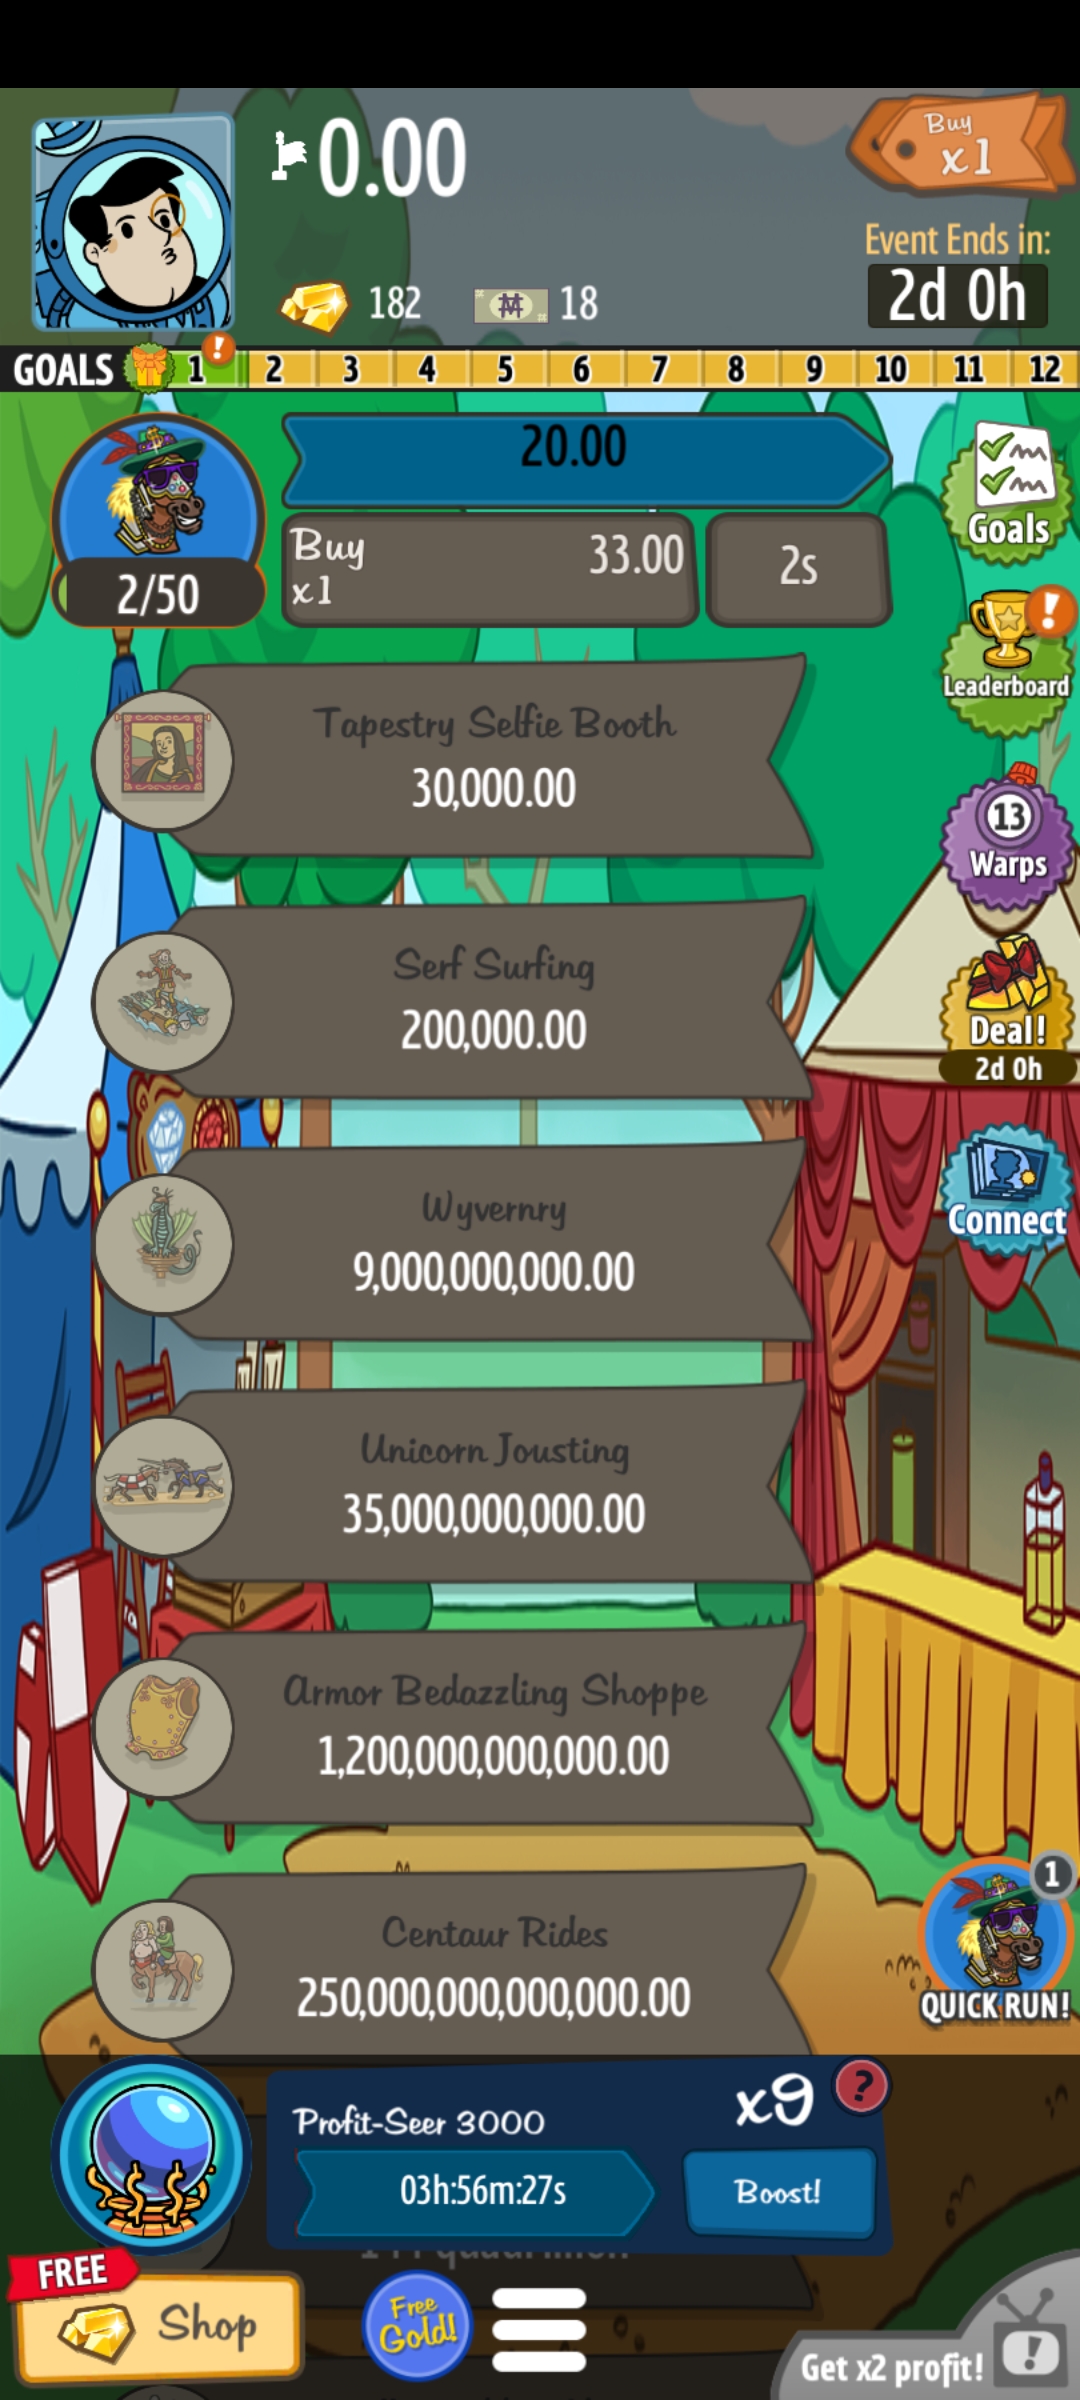 0.00
Buy
x1
182
18
Event Ends in:
2d 0h
GOALS 1 ! 2 3 4 5 6 7 8 9 10 11 12
20.00
2/50
Buy
x1
33.00
2s
Goals
!
Leaderboard
Tapestry Selfie Booth
30,000.00
13
Warps
Serf Surfing
200,000.00
Deal!
2d 0h
Wyvernry
9,000,000,000.00
Connect
Unicorn Jousting
35,000,000,000.00
Armor Bedazzling Shoppe
1,200,000,000,000.00
Centaur Rides
250,000,000,000,000.00
1
QUICK RUN!
Profit-Seer 3000
x9
?
03h:56m:27s
Boost!
FREE
Shop
Free
Gold!
Get x2 profit!
!